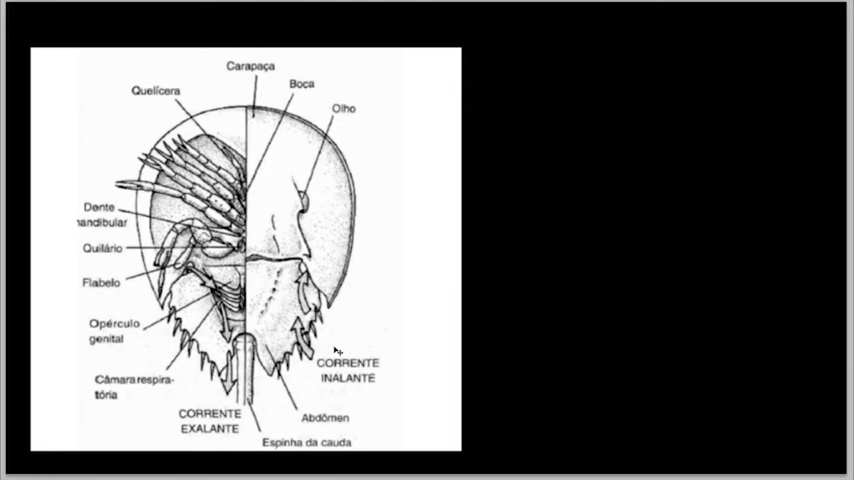 Carapaça
Boca
Quelícera
Olho
Dente
mandibular
Quilário
Flabelo
Opérculo
genital
Câmara respira-
tória
CORRENTE
INALANTE
CORRENTE
EXALANTE
Abdômen
Espinha da cauda